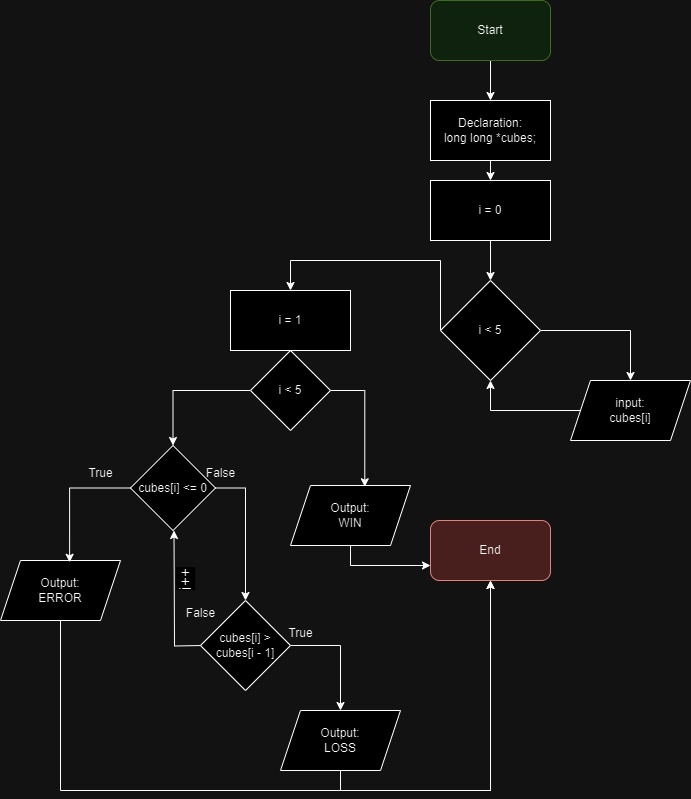 Start
Declaration:
long long *cubes;
i = 0
i < 5
input:
cubes[i]
i = 1
i < 5
True
False
cubes[i] <= 0
Output:
WIN
End
Output:
ERROR
i++
False
True
cubes[i] >
cubes[i - 1]
Output:
LOSS